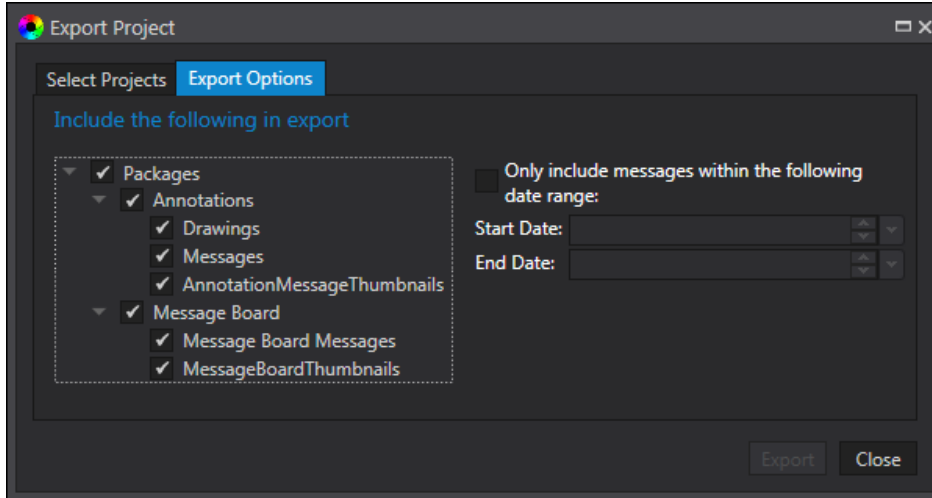 Export Project
Select Projects
Export Options
Include the following in export
Packages
Annotations
Drawings
Messages
AnnotationMessageThumbnails
Message Board
Message Board Messages
MessageBoardThumbnails
Only include messages within the following
date range:
Start Date:
End Date:
Export
Close